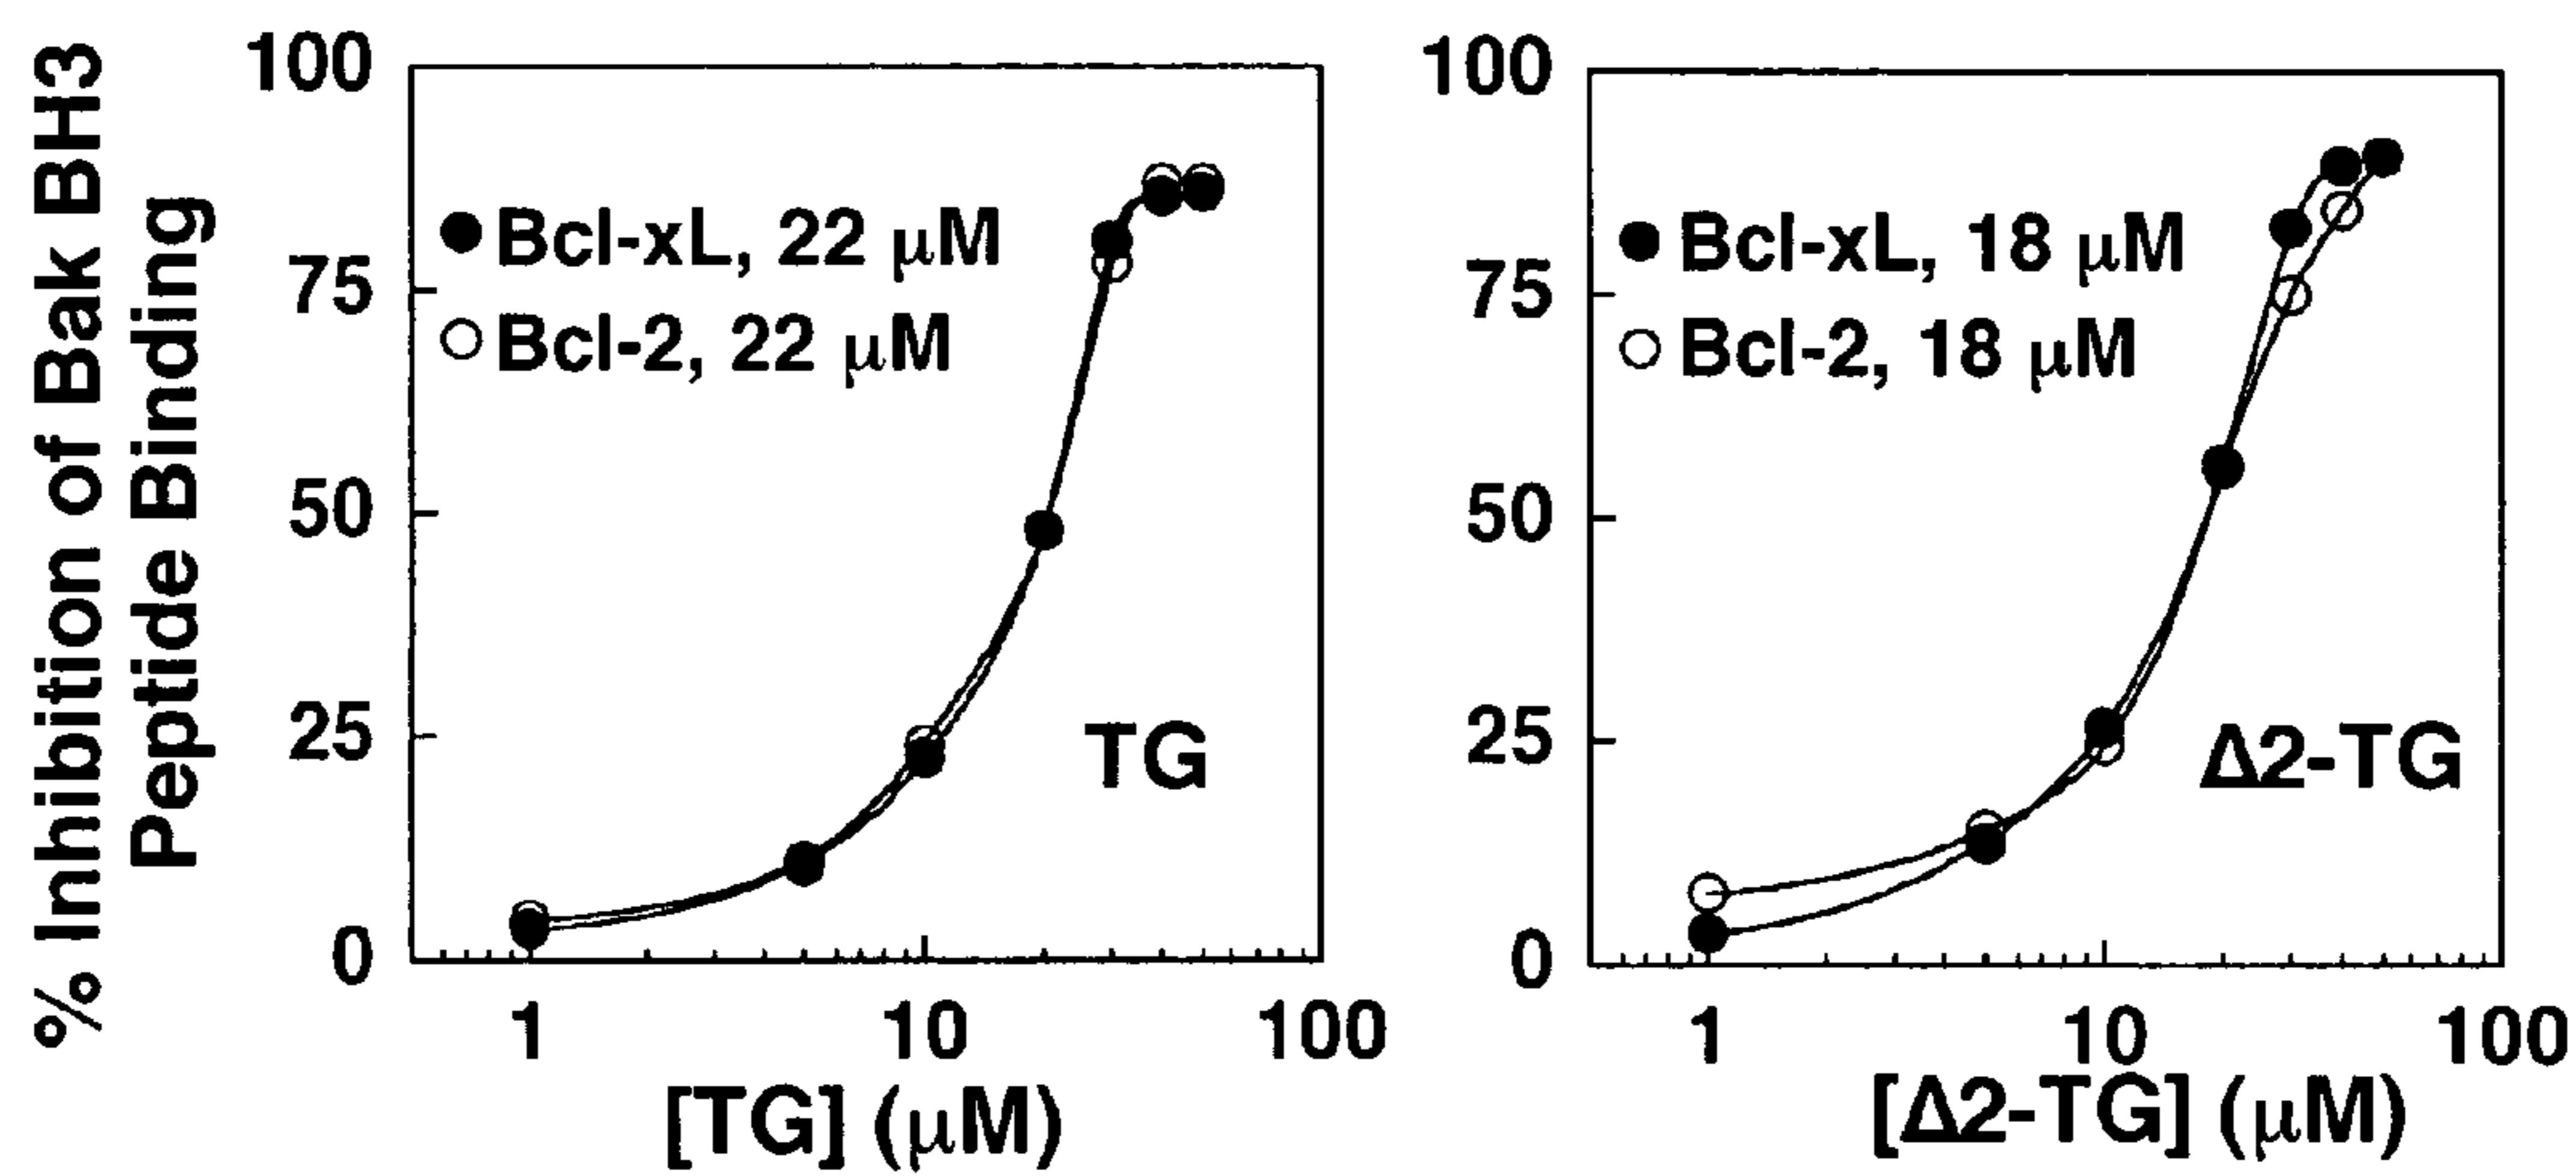 % Inhibition of Bak BH3
Peptide Binding
100
75
50
25
0
Bcl-xL, 22 μM
Bcl-2, 22 μM
TG
1 10 100
[TG] (μM)
100
75
50
25
0
Bcl-xL, 18 μM
Bcl-2, 18 μM
Δ2-TG
1 10 100
[Δ2-TG] (μM)